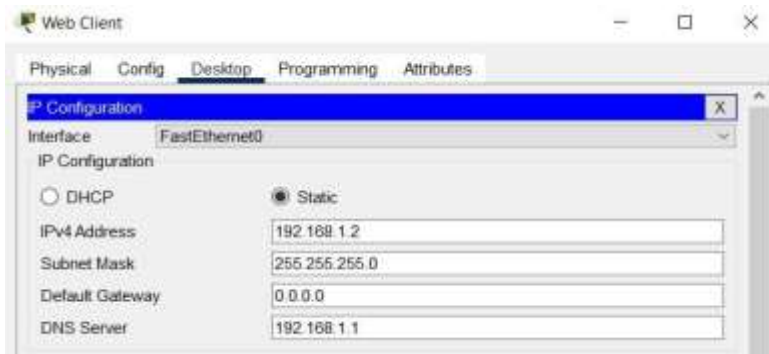 Web Client
Physical Config Desktop Programming Attributes
IP Configuration X
Interface FastEthernet0
IP Configuration
DHCP Static
IPv4 Address 192.168.1.2
Subnet Mask 255.255.255.0
Default Gateway 0.0.0.0
DNS Server 192.168.1.1